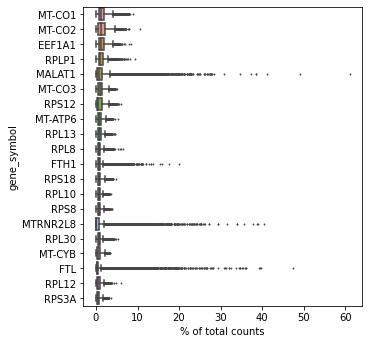 gene_symbol
MT-CO1
MT-CO2
EEF1A1
RPLP1
MALAT1
MT-CO3
RPS12
MT-ATP6
RPL13
RPL8
FTH1
RPS18
RPL10
RPS8
MTRNR2L8
RPL30
MT-CYB
FTL
RPL12
RPS3A
0 10 20 30 40 50 60
% of total counts